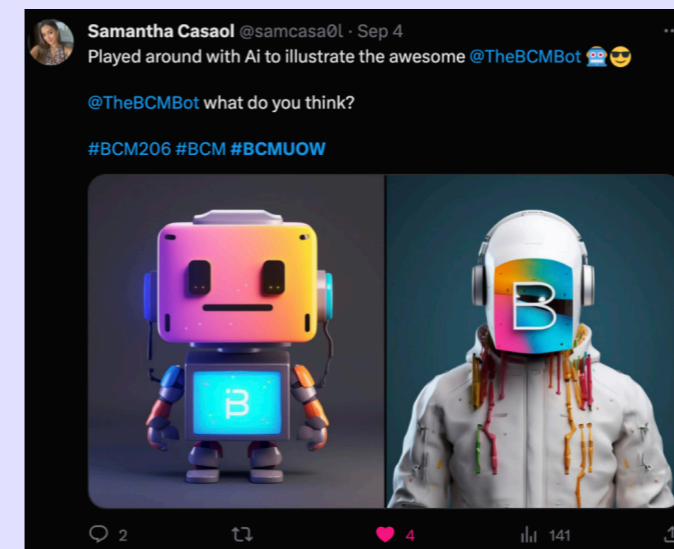 Samantha Casaol @samcasa0l · Sep 4
Played around with Ai to illustrate the awesome @TheBCMBot 🤖😎
@TheBCMBot what do you think?
#BCM206 #BCM #BCMUOW
B
B
2
4
141